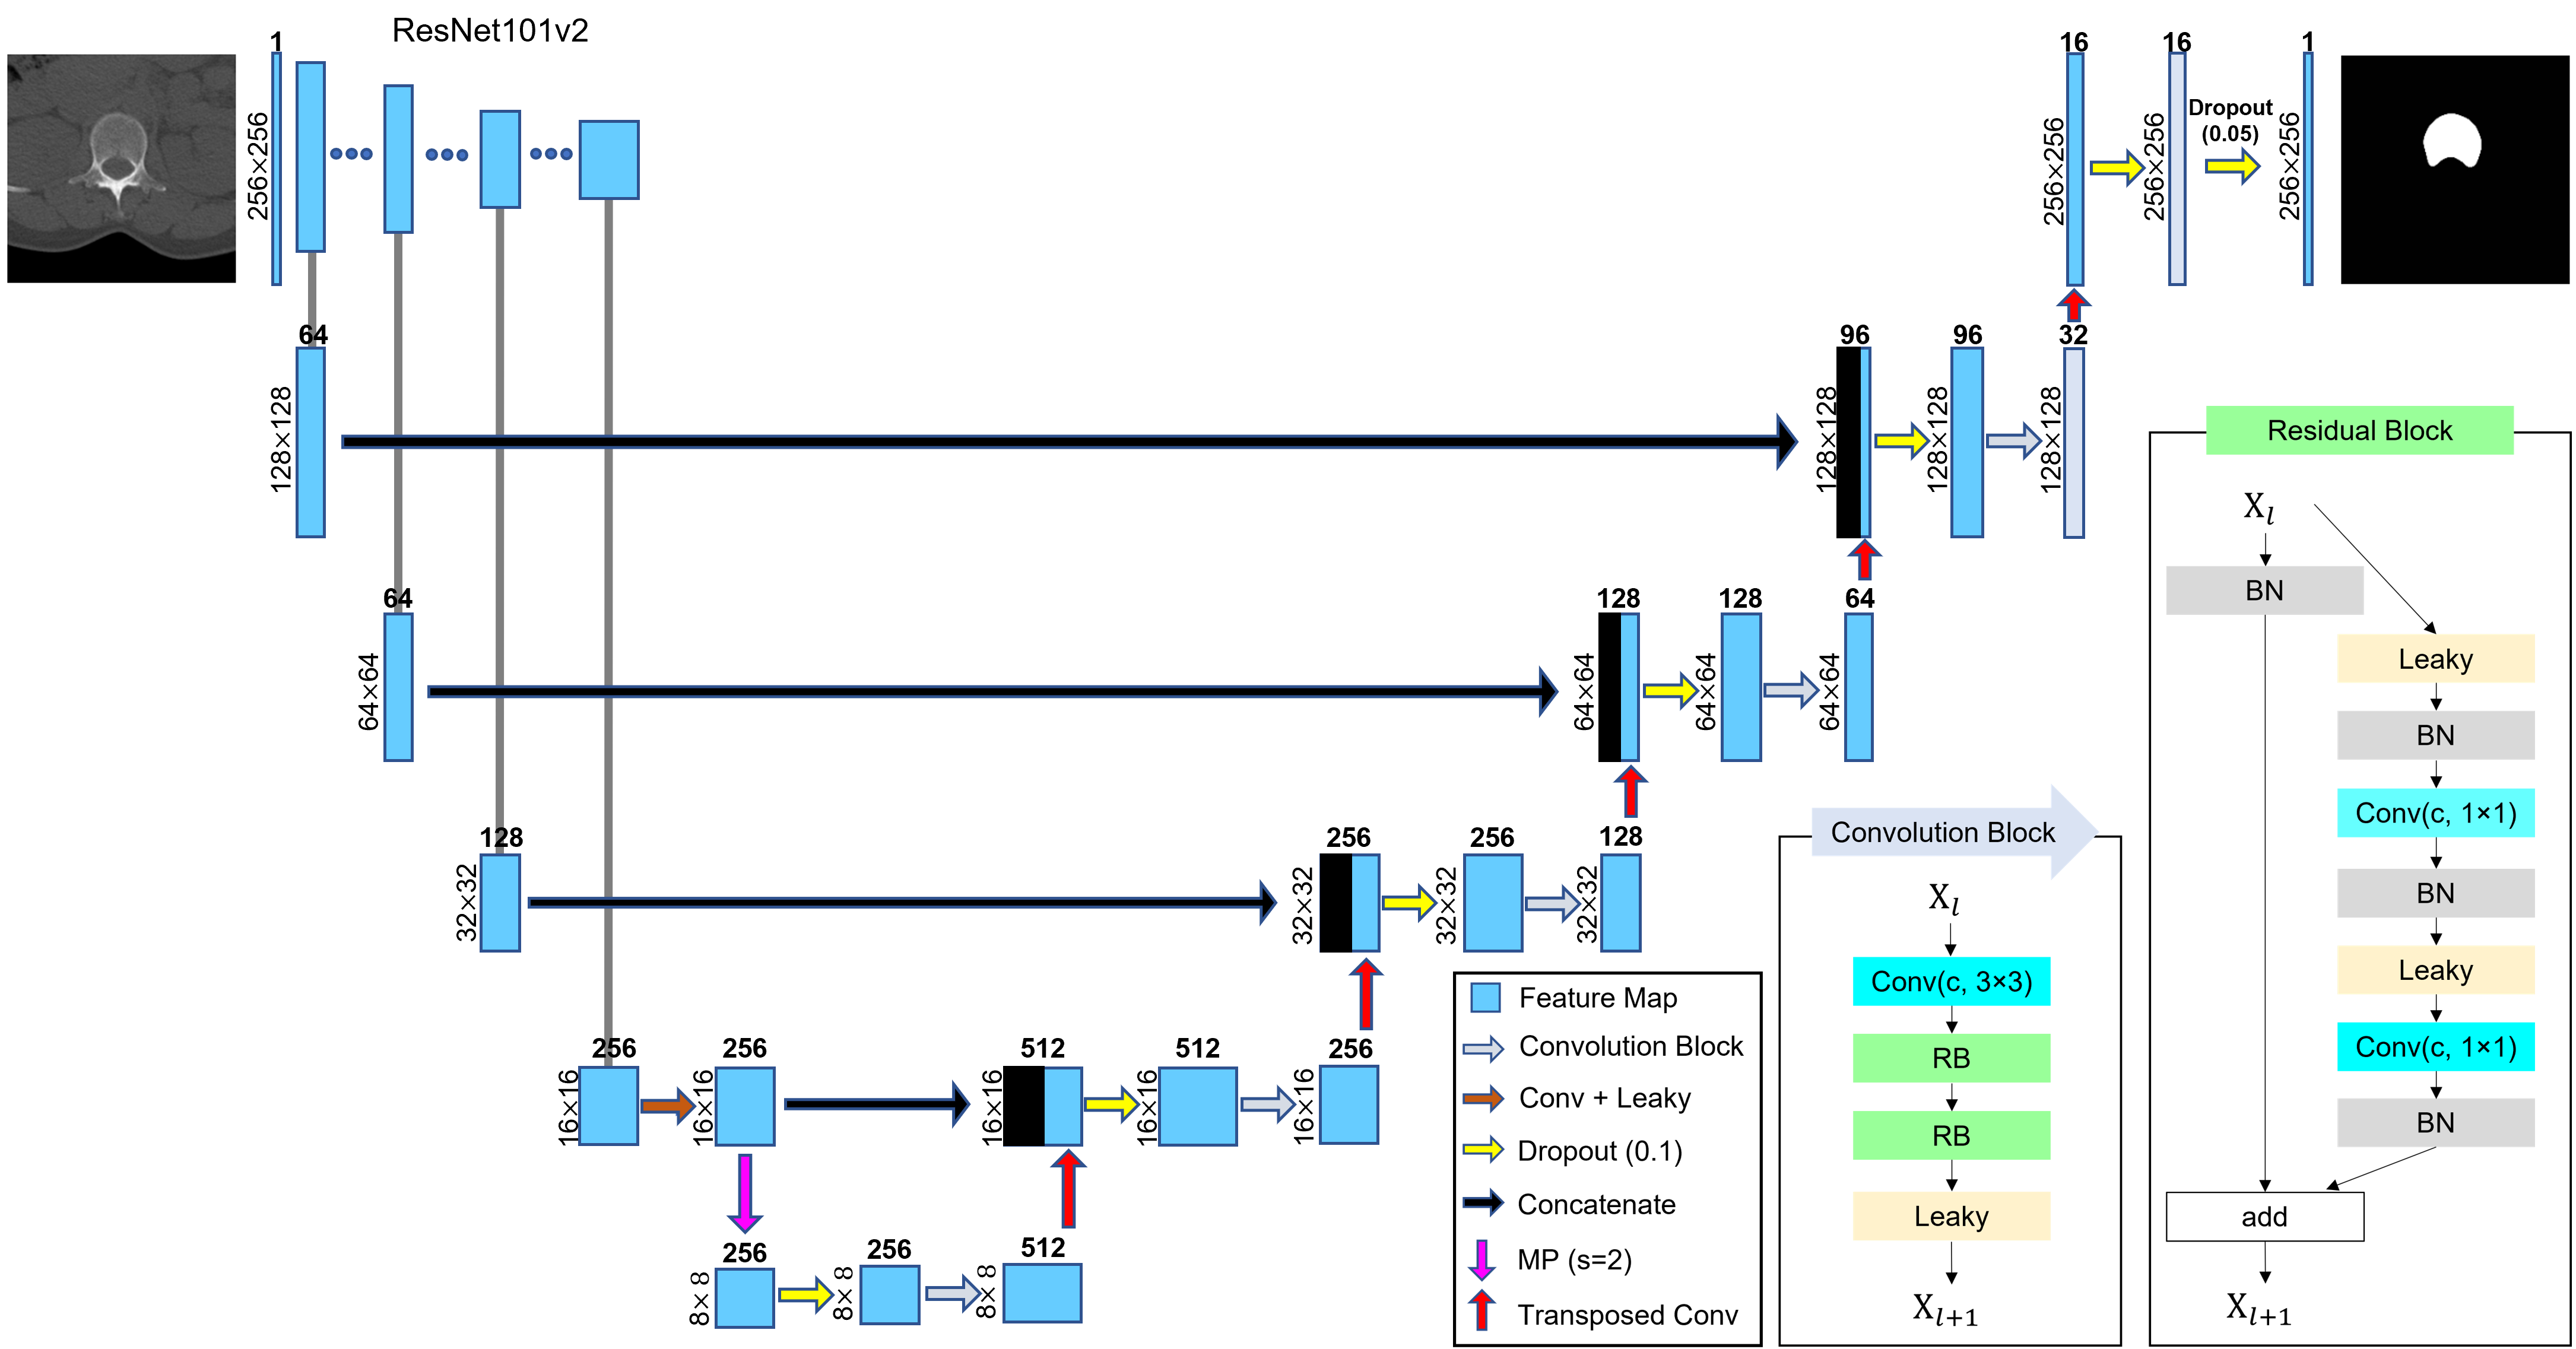 ResNet101v2
1
256×256
16
256×256
16
256×256
Dropout
(0.05)
1
256×256
64
128×128
96
128×128
96
128×128
32
128×128
64
64×64
128
64×64
128
64×64
64
64×64
128
32×32
256
32×32
256
32×32
128
32×32
256
16×16
256
16×16
512
16×16
512
16×16
256
16×16
256
8× 8
256
8× 8
512
8× 8
Feature Map
Convolution Block
Conv + Leaky
Dropout (0.1)
Concatenate
MP (s=2)
Transposed Conv
Convolution Block
X_l
Conv(c, 3×3)
RB
RB
Leaky
X_{l+1}
Residual Block
X_l
BN
Leaky
BN
Conv(c, 1×1)
BN
Leaky
Conv(c, 1×1)
BN
add
X_{l+1}